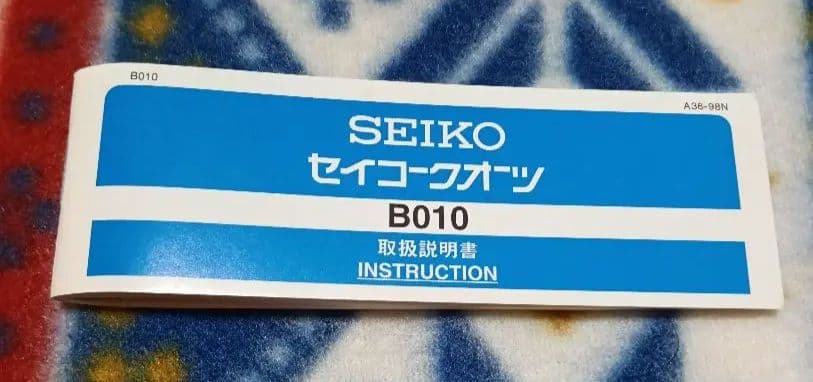 B010
A36-98N
SEIKO
セイコークオーツ
B010
取扱説明書
INSTRUCTION